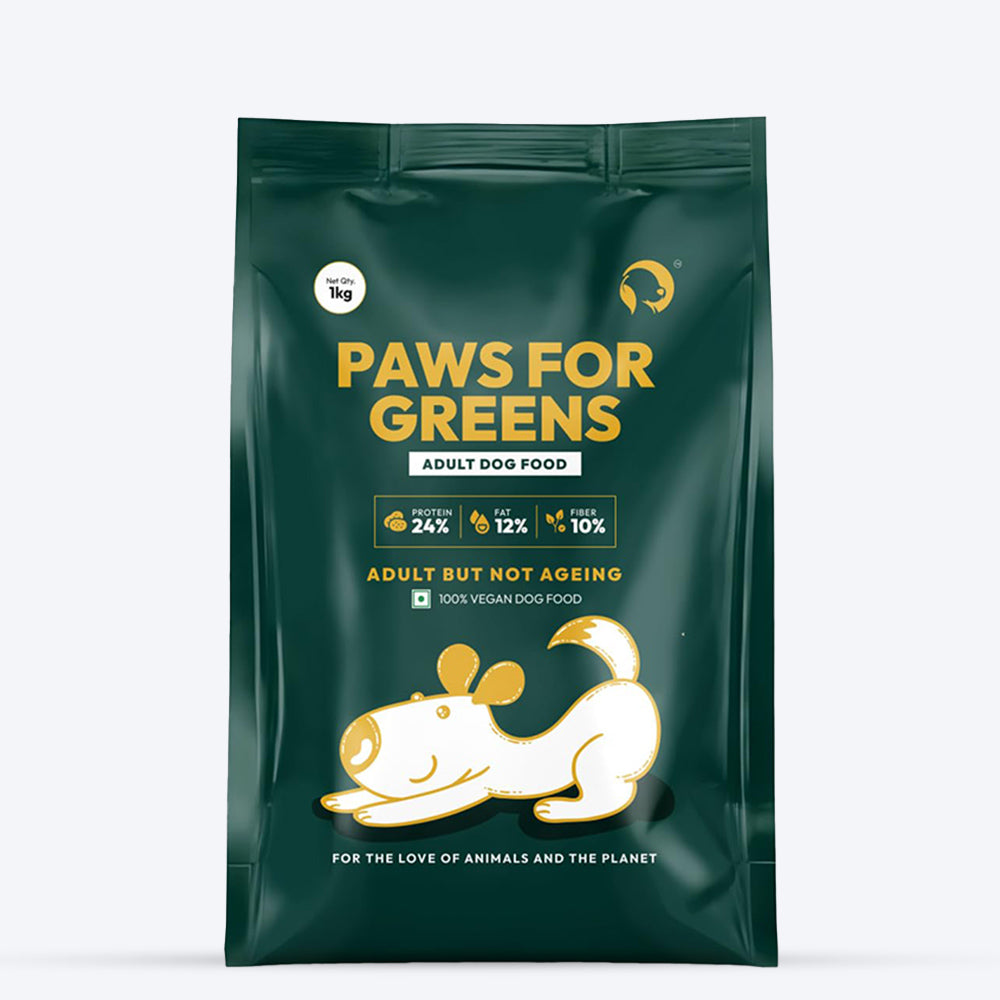 Net Qty.
1kg
TM
PAWS FOR
GREENS
ADULT DOG FOOD
PROTEIN
24%
FAT
12%
FIBER
10%
ADULT BUT NOT AGEING
100% VEGAN DOG FOOD
FOR THE LOVE OF ANIMALS AND THE PLANET